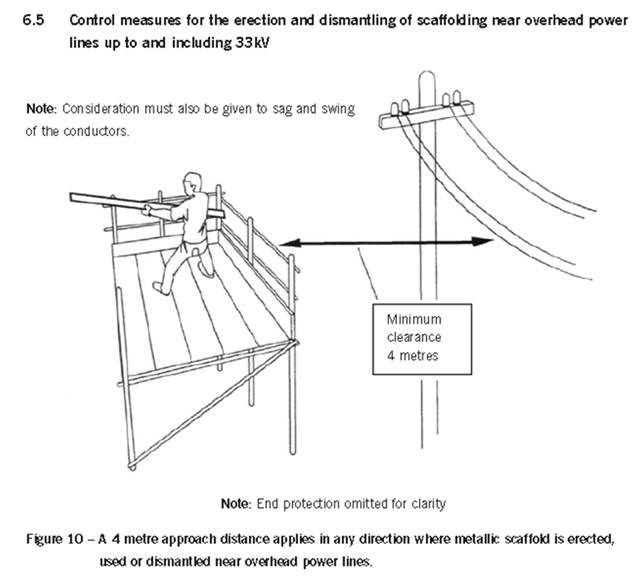 6.5 Control measures for the erection and dismantling of scaffolding near overhead power
lines up to and including 33kV
Note: Consideration must also be given to sag and swing
of the conductors.
Minimum
clearance
4 metres
Note: End protection omitted for clarity
Figure 10 – A 4 metre approach distance applies in any direction where metallic scaffold is erected,
used or dismantled near overhead power lines.